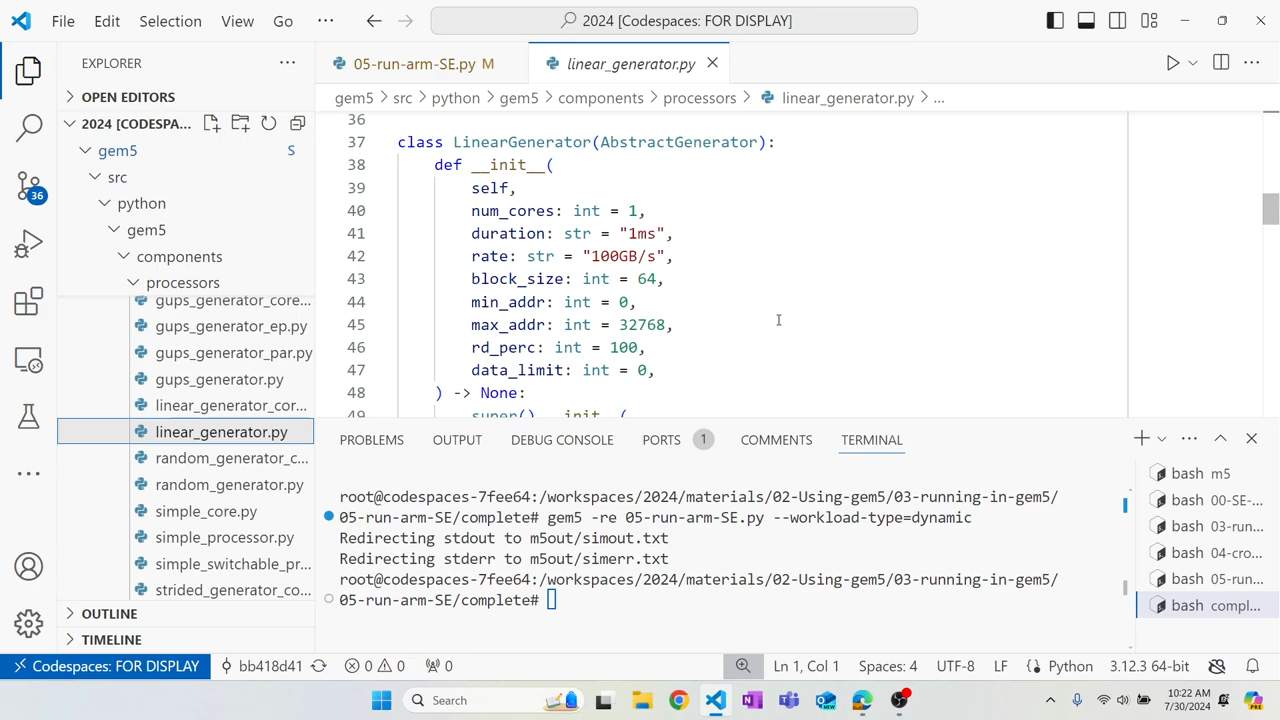 File Edit Selection View Go ··· 2024 [Codespaces: FOR DISPLAY]
EXPLORER ···
OPEN EDITORS
2024 [CODESPA...
gem5 S
src
python
gem5
components
processors
gups_generator_core...
gups_generator_ep.py
gups_generator_par.py
gups_generator.py
linear_generator_cor...
linear_generator.py
random_generator_c...
random_generator.py
simple_core.py
simple_processor.py
simple_switchable_pr...
strided_generator_co...
OUTLINE
TIMELINE
36
05-run-arm-SE.py M linear_generator.py
gem5 > src > python > gem5 > components > processors > linear_generator.py > ...
36
37 class LinearGenerator(AbstractGenerator):
38 def __init__(
39 self,
40 num_cores: int = 1,
41 duration: str = "1ms",
42 rate: str = "100GB/s",
43 block_size: int = 64,
44 min_addr: int = 0,
45 max_addr: int = 32768,
46 rd_perc: int = 100,
47 data_limit: int = 0,
48 ) -> None:
49 super().__init__(
PROBLEMS OUTPUT DEBUG CONSOLE PORTS 1 COMMENTS TERMINAL
root@codespaces-7fee64:/workspaces/2024/materials/02-Using-gem5/03-running-in-gem5/
05-run-arm-SE/complete# gem5 -re 05-run-arm-SE.py --workload-type=dynamic
Redirecting stdout to m5out/simout.txt
Redirecting stderr to m5out/simerr.txt
root@codespaces-7fee64:/workspaces/2024/materials/02-Using-gem5/03-running-in-gem5/
05-run-arm-SE/complete#
bash m5
bash 00-SE-...
bash 03-run...
bash 04-cro...
bash 05-run...
bash compl...
Codespaces: FOR DISPLAY bb418d41 0 0 0 Ln 1, Col 1 Spaces: 4 UTF-8 LF Python 3.12.3 64-bit
Search
10:22 AM
7/30/2024